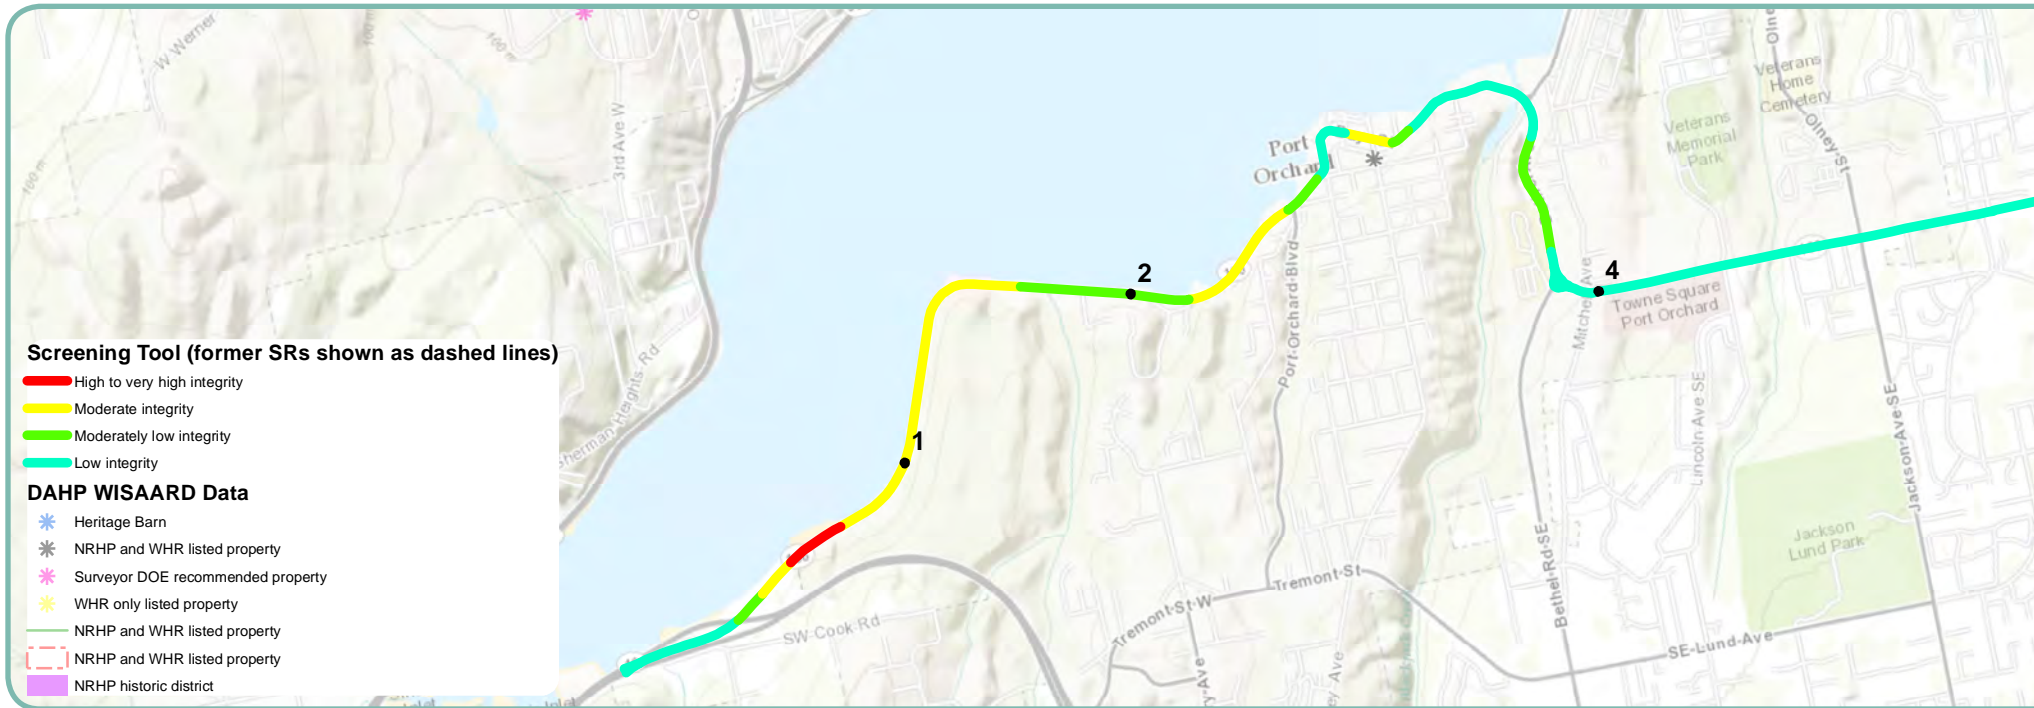 W Werner
100 m
100 m
100 m
3rd Ave W
Sherman Heights Rd
Port
Orchard
Port Orchard Blvd
Veterans
Home
Cemetery
Veterans
Memorial
Park
Olney St
Mitchell Ave
Towne Square
Port Orchard
Lincoln Ave SE
Jackson Ave SE
Jackson
Lund Park
Bethel Rd SE
SE Lund Ave
Tremont St
Tremont St W
SW Cook Rd
Inlet
1
2
4
Screening Tool (former SRs shown as dashed lines)
High to very high integrity
Moderate integrity
Moderately low integrity
Low integrity
DAHP WISAARD Data
Heritage Barn
NRHP and WHR listed property
Surveyor DOE recommended property
WHR only listed property
NRHP and WHR listed property
NRHP and WHR listed property
NRHP historic district